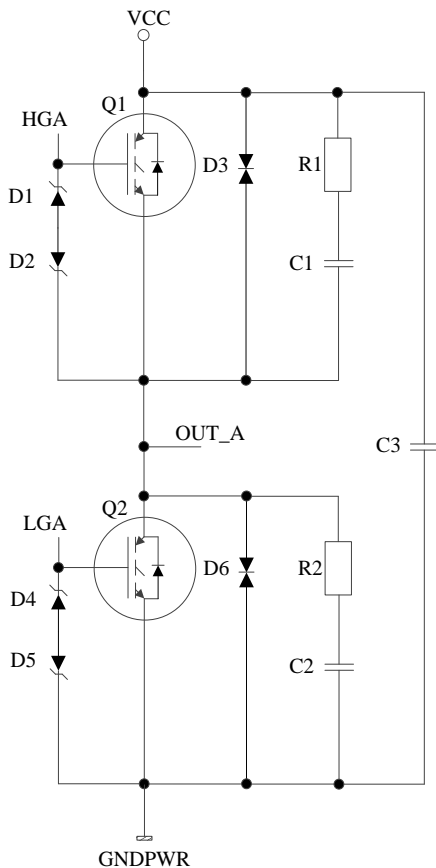 VCC
Q1
HGA
D3
R1
D1
D2
C1
OUT_A
C3
Q2
LGA
D6
R2
D4
D5
C2
GNDPWR